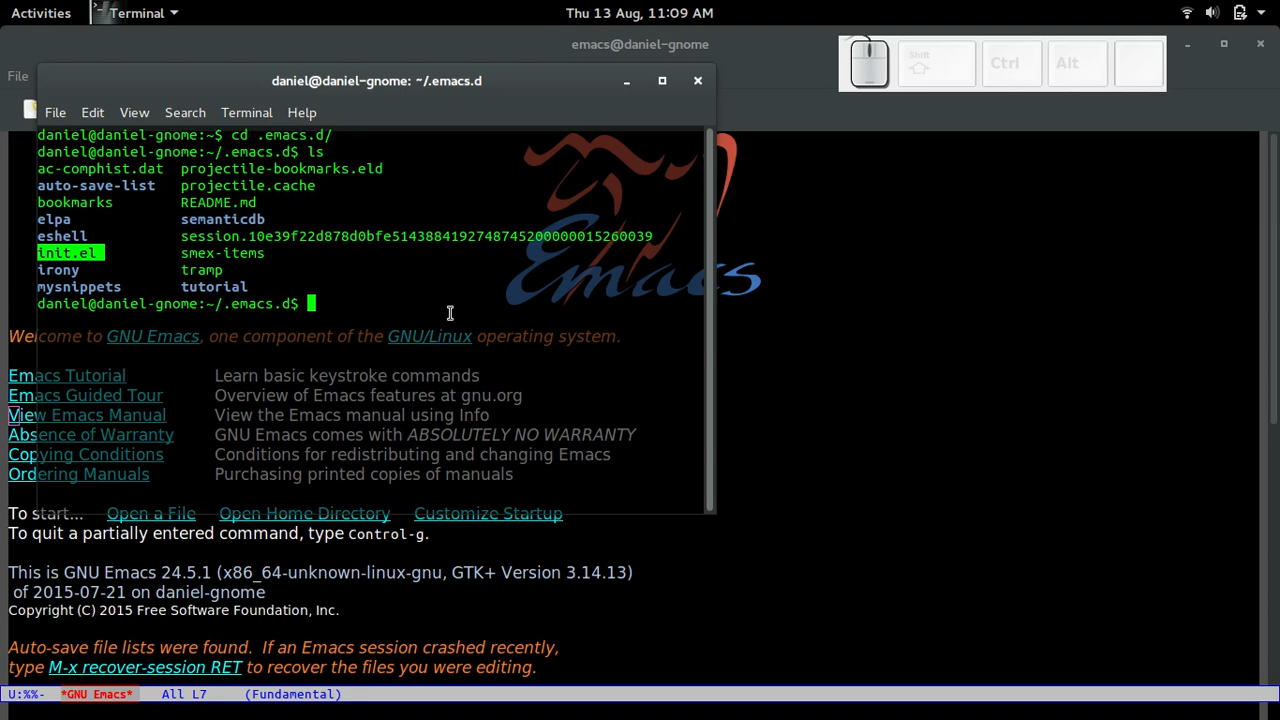 Activities Terminal Thu 13 Aug, 11:09 AM
emacs@daniel-gnome
Shift Ctrl Alt
File
daniel@daniel-gnome: ~/.emacs.d
File Edit View Search Terminal Help
daniel@daniel-gnome:~$ cd .emacs.d/
daniel@daniel-gnome:~/.emacs.d$ ls
ac-comphist.dat projectile-bookmarks.eld
auto-save-list projectile.cache
bookmarks README.md
elpa semanticdb
eshell session.10e39f22d878d0bfe5143884192748745200000015260039
init.el smex-items
irony tramp
mysnippets tutorial
daniel@daniel-gnome:~/.emacs.d$
Emacs
Welcome to GNU Emacs, one component of the GNU/Linux operating system.
Emacs Tutorial Learn basic keystroke commands
Emacs Guided Tour Overview of Emacs features at gnu.org
View Emacs Manual View the Emacs manual using Info
Absence of Warranty GNU Emacs comes with ABSOLUTELY NO WARRANTY
Copying Conditions Conditions for redistributing and changing Emacs
Ordering Manuals Purchasing printed copies of manuals
To start... Open a File Open Home Directory Customize Startup
To quit a partially entered command, type control-g.
This is GNU Emacs 24.5.1 (x86_64-unknown-linux-gnu, GTK+ Version 3.14.13)
of 2015-07-21 on daniel-gnome
Copyright (C) 2015 Free Software Foundation, Inc.
Auto-save file lists were found. If an Emacs session crashed recently,
type M-x recover-session RET to recover the files you were editing.
U:%%- *GNU Emacs* All L7 (Fundamental)